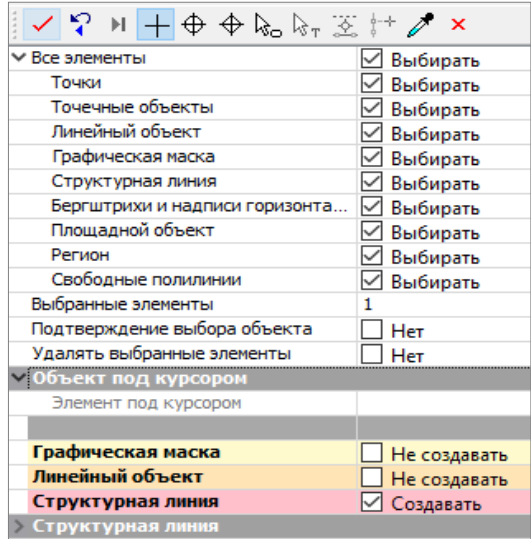 Все элементы Выбирать
Точки Выбирать
Точечные объекты Выбирать
Линейный объект Выбирать
Графическая маска Выбирать
Структурная линия Выбирать
Бергштрихи и надписи горизонта... Выбирать
Площадной объект Выбирать
Регион Выбирать
Свободные полилинии Выбирать
Выбранные элементы 1
Подтверждение выбора объекта Нет
Удалять выбранные элементы Нет
Объект под курсором
Элемент под курсором
Графическая маска Не создавать
Линейный объект Не создавать
Структурная линия Создавать
Структурная линия